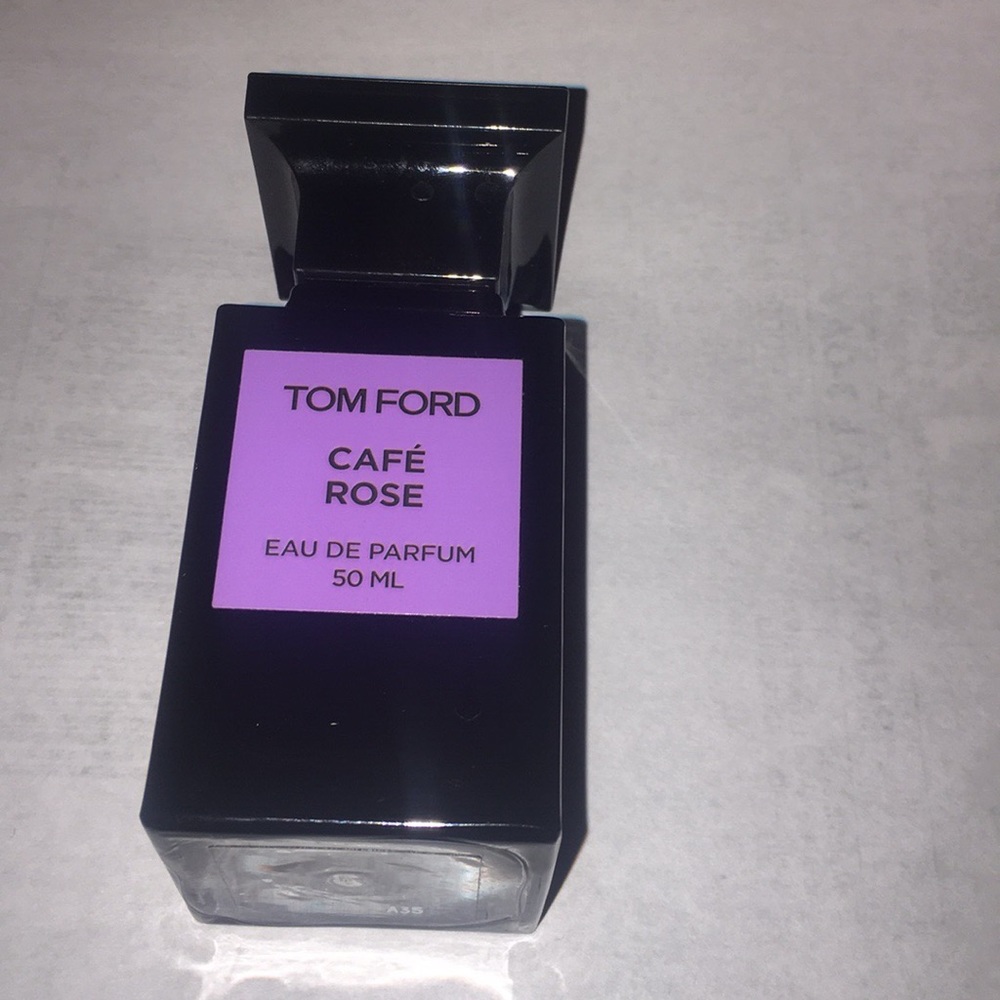 TOM FORD
CAFÉ
ROSE
EAU DE PARFUM
50 ML
A35